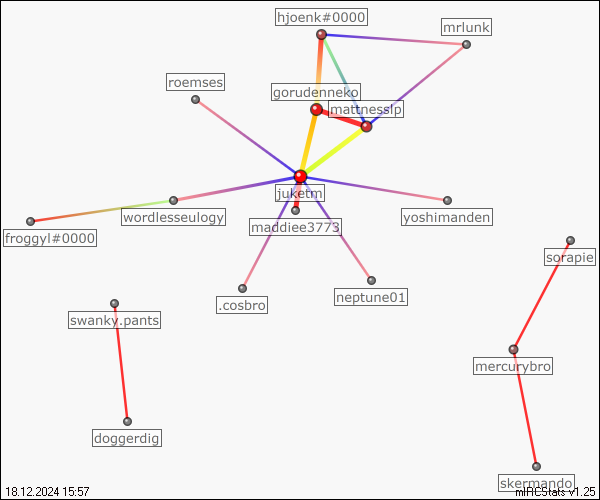 hjoenk#0000
mrlunk
roemses
gorudenneko
mattnesslp
juketm
wordlesseulogy
yoshimanden
maddiee3773
froggyl#0000
sorapie
.cosbro
neptune01
swanky.pants
mercurybro
doggerdig
skermando
18.12.2024 15:57
mIRCStats v1.25